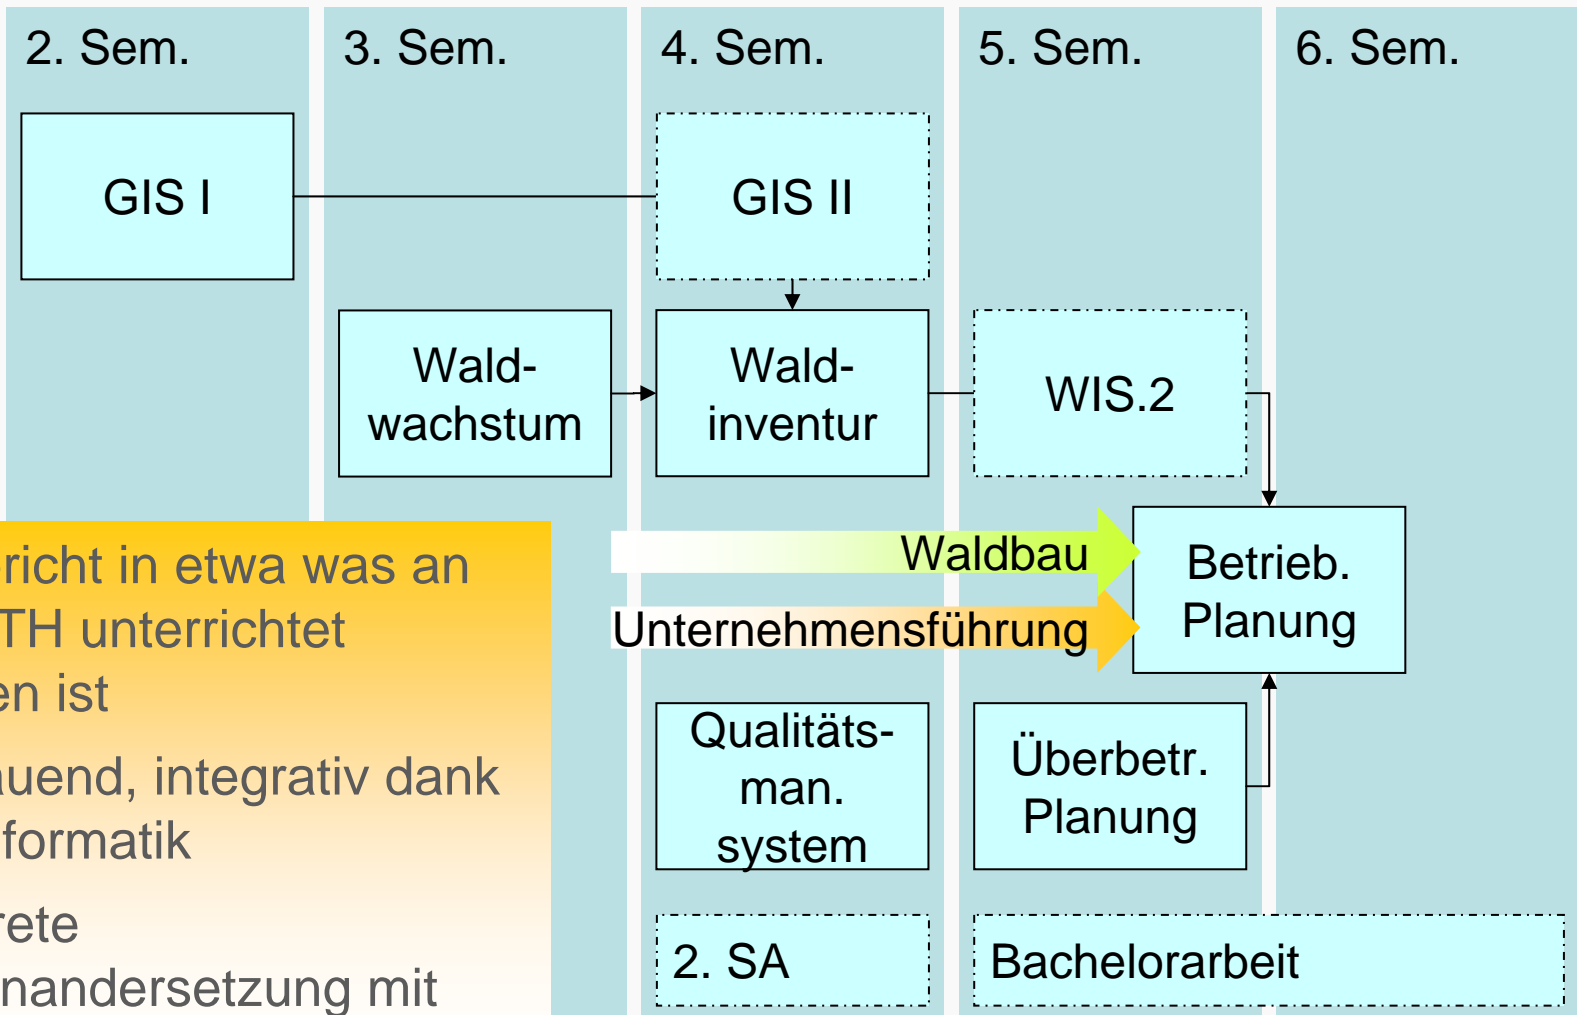 2. Sem.
3. Sem.
4. Sem.
5. Sem.
6. Sem.
GIS I
GIS II
Wald-
wachstum
Wald-
inventur
WIS.2
richt in etwa was an
TH unterrichtet
en ist
auend, integrativ dank
formatik
rete
nandersetzung mit
Waldbau
Unternehmensführung
Betrieb.
Planung
Qualitäts-
man.
system
Überbetr.
Planung
2. SA
Bachelorarbeit